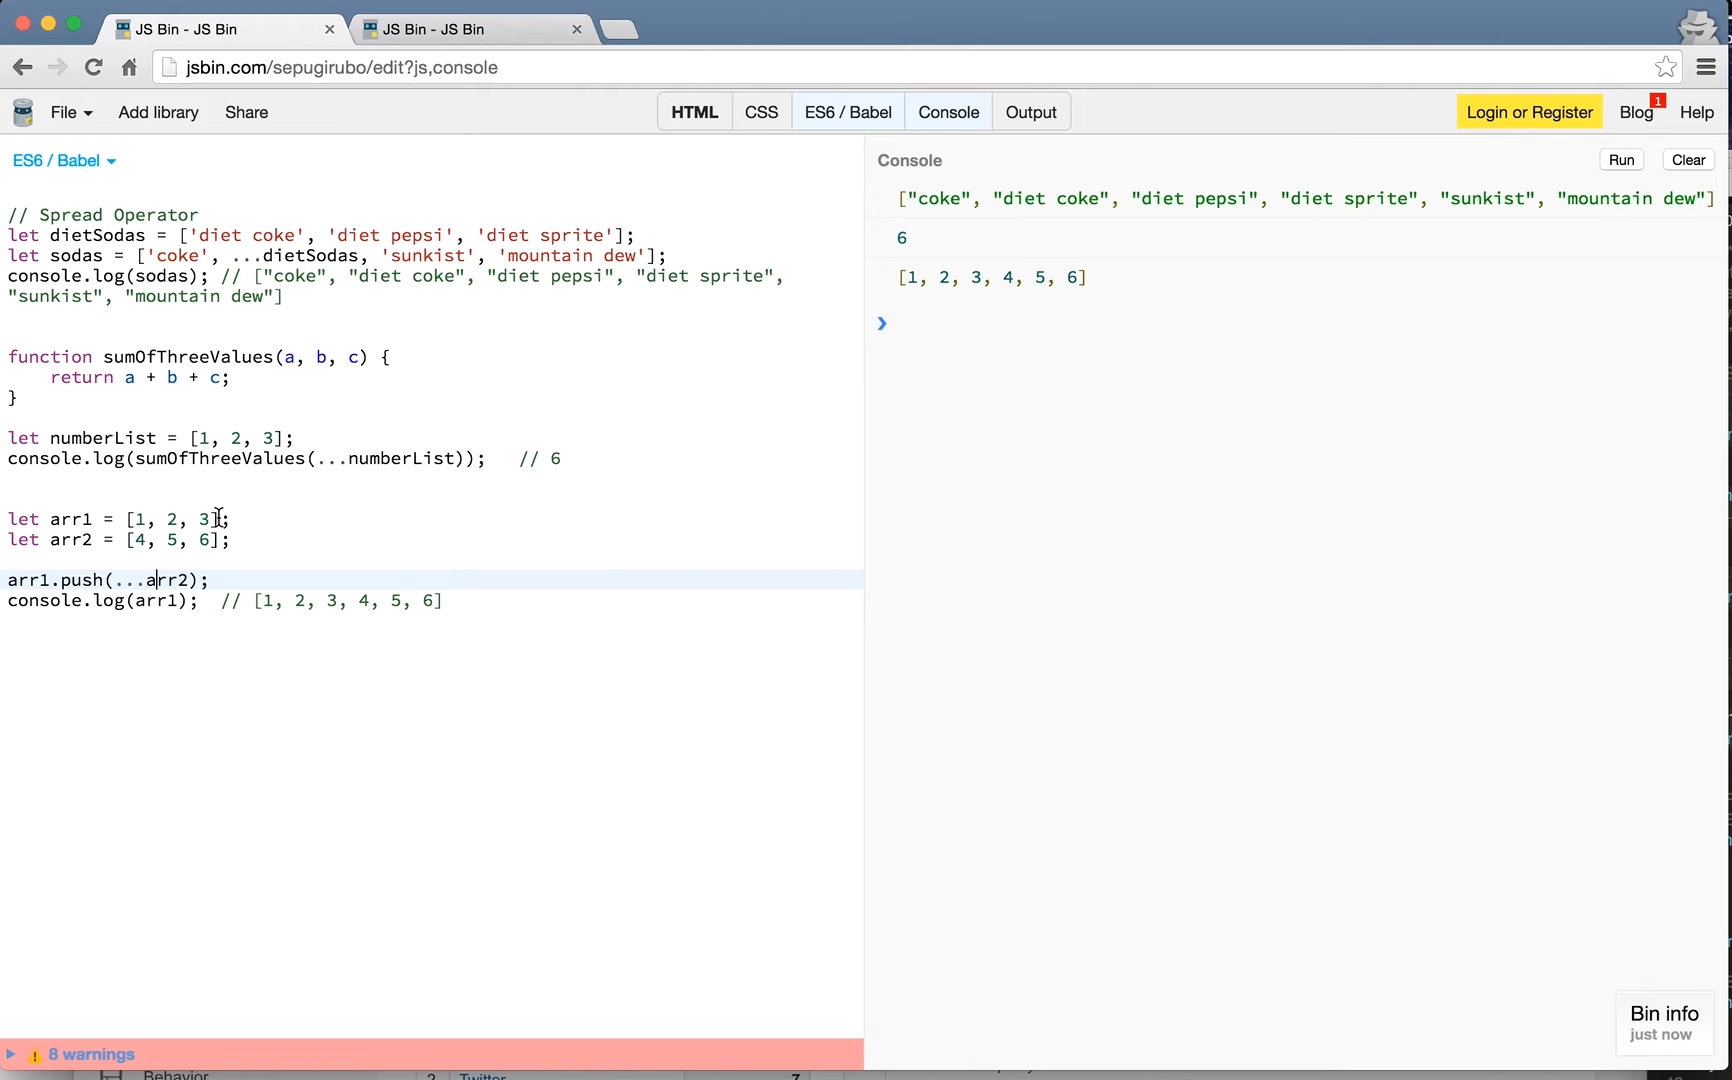 JS Bin - JS Bin
JS Bin - JS Bin
jsbin.com/sepugirubo/edit?js,console
File Add library Share HTML CSS ES6 / Babel Console Output Login or Register Blog 1 Help
ES6 / Babel
// Spread Operator
let dietSodas = ['diet coke', 'diet pepsi', 'diet sprite'];
let sodas = ['coke', ...dietSodas, 'sunkist', 'mountain dew'];
console.log(sodas); // ["coke", "diet coke", "diet pepsi", "diet sprite",
"sunkist", "mountain dew"]
function sumOfThreeValues(a, b, c) {
return a + b + c;
}
let numberList = [1, 2, 3];
console.log(sumOfThreeValues(...numberList)); // 6
let arr1 = [1, 2, 3];
let arr2 = [4, 5, 6];
arr1.push(...arr2);
console.log(arr1); // [1, 2, 3, 4, 5, 6]
8 warnings
Console Run Clear
["coke", "diet coke", "diet pepsi", "diet sprite", "sunkist", "mountain dew"]
6
[1, 2, 3, 4, 5, 6]
Bin info
just now
Behavior 2 Twitter 7